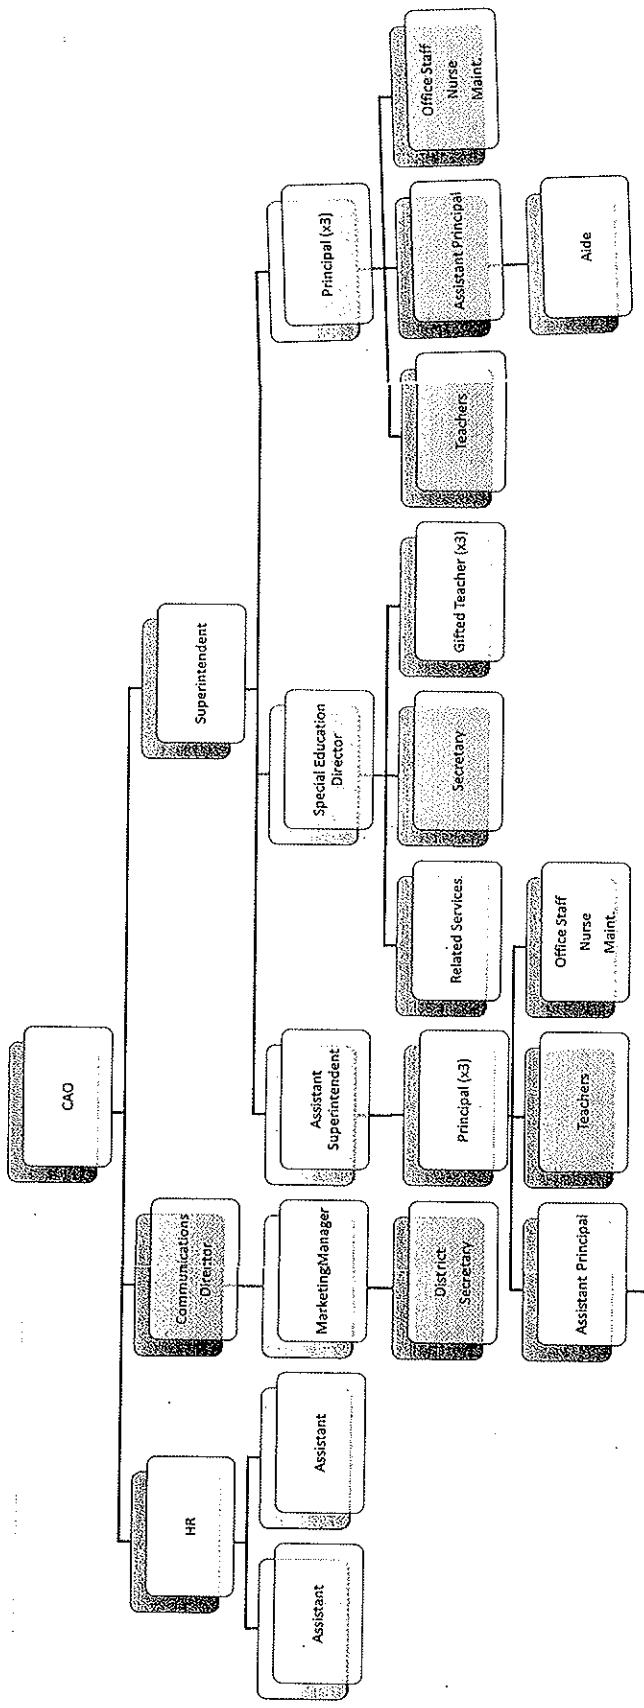 CAO
HR
Communications
Director
Superintendent
Assistant
Assistant
MarketingManager
Assistant
Superintendent
Special Education
Director
Principal (x3)
District
Secretary
Principal (x3)
Related Services
Secretary
Gifted Teacher (x3)
Teachers
Assistant Principal
Office Staff
Nurse
Maint.
Assistant Principal
Teachers
Office Staff
Nurse
Maint.
Aide